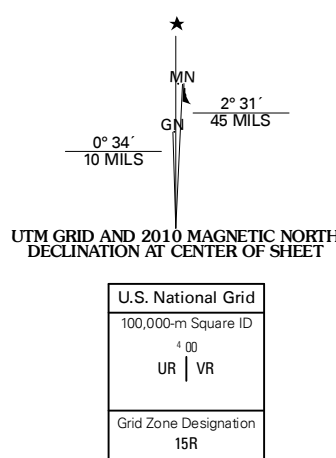 ★
MN
GN
2° 31´
45 MILS
0° 34´
10 MILS
UTM GRID AND 2010 MAGNETIC NORTH
DECLINATION AT CENTER OF SHEET
U.S. National Grid
100,000-m Square ID
4 00
UR VR
Grid Zone Designation
15R